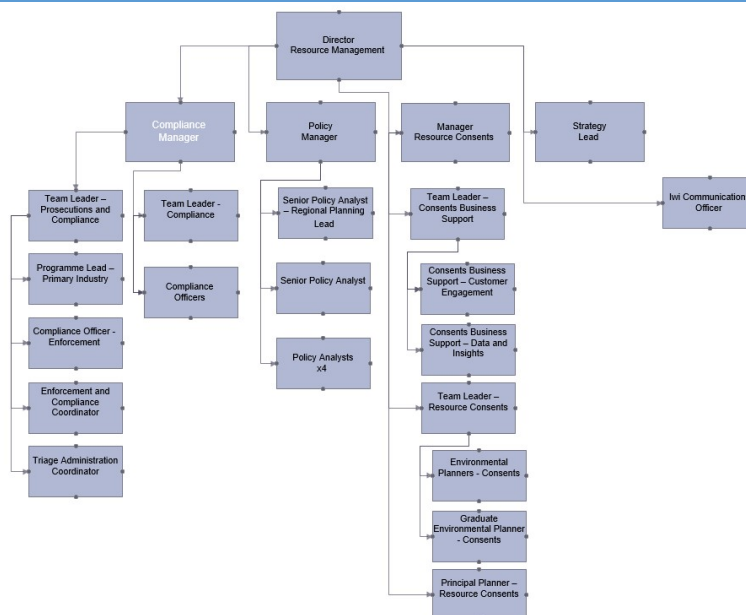 Director
Resource Management
Compliance
Manager
Policy
Manager
Manager
Resource Consents
Strategy
Lead
Iwi Communication
Officer
Team Leader –
Prosecutions and
Compliance
Programme Lead –
Primary Industry
Compliance Officer -
Enforcement
Enforcement and
Compliance
Coordinator
Triage Administration
Coordinator
Team Leader -
Compliance
Compliance
Officers
Senior Policy Analyst
– Regional Planning
Lead
Senior Policy Analyst
Policy Analysts
x4
Team Leader –
Consents Business
Support
Consents Business
Support – Customer
Engagement
Consents Business
Support – Data and
Insights
Team Leader –
Resource Consents
Environmental
Planners - Consents
Graduate
Environmental Planner
- Consents
Principal Planner –
Resource Consents